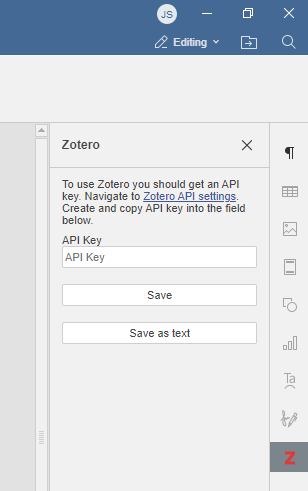 JS
Editing
Zotero
To use Zotero you should get an API
key. Navigate to Zotero API settings.
Create and copy API key into the field
below.
API Key
API Key
Save
Save as text
Ta
Z